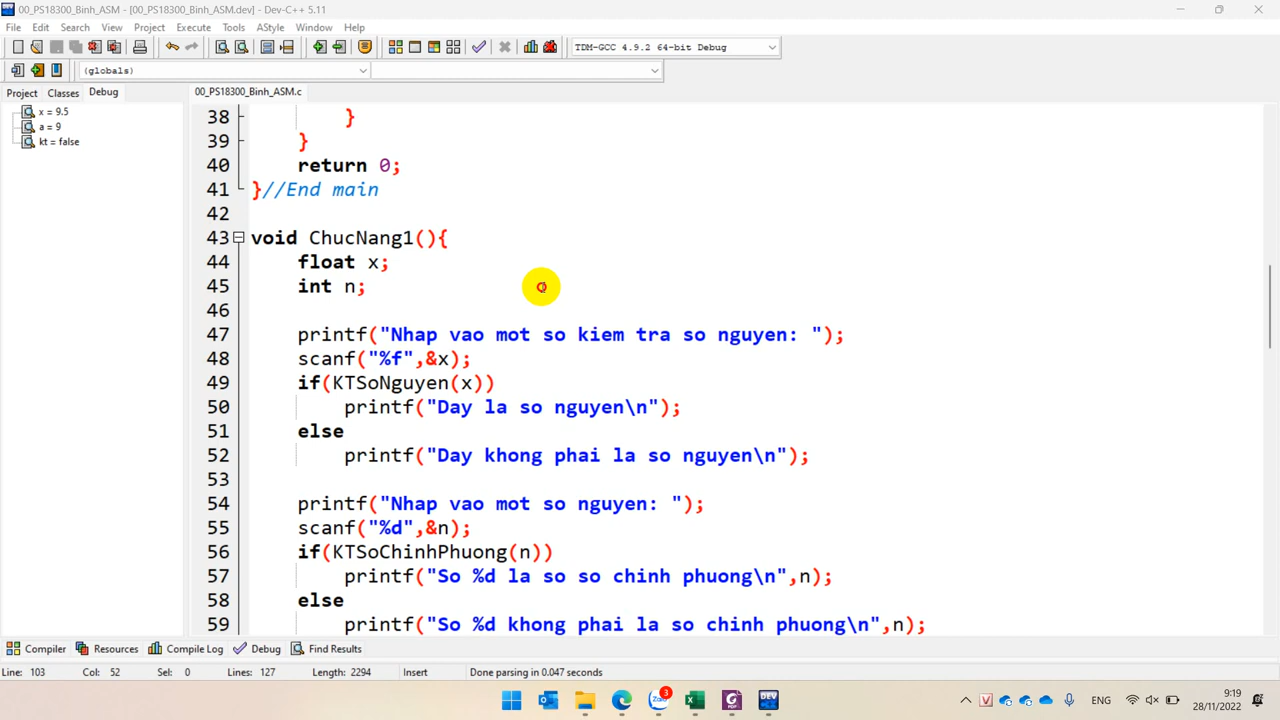 00_PS18300_Binh_ASM - [00_PS18300_Binh_ASM.dev] - Dev-C++ 5.11
File Edit Search View Project Execute Tools AStyle Window Help
TDM-GCC 4.9.2 64-bit Debug
(globals)
Project Classes Debug
00_PS18300_Binh_ASM.c
x = 9.5
a = 9
kt = false
38 }
39 }
40 return 0;
41 }//End main
42
43 void ChucNang1(){
44 float x;
45 int n;
46
47 printf("Nhap vao mot so kiem tra so nguyen: ");
48 scanf("%f",&x);
49 if(KTSoNguyen(x))
50 printf("Day la so nguyen\n");
51 else
52 printf("Day khong phai la so nguyen\n");
53
54 printf("Nhap vao mot so nguyen: ");
55 scanf("%d",&n);
56 if(KTSoChinhPhuong(n))
57 printf("So %d la so so chinh phuong\n",n);
58 else
59 printf("So %d khong phai la so chinh phuong\n",n);
Compiler Resources Compile Log Debug Find Results
Line: 103 Col: 52 Sel: 0 Lines: 127 Length: 2294 Insert Done parsing in 0.047 seconds
Zalo 3 PDF DEV V ENG 9:19
28/11/2022